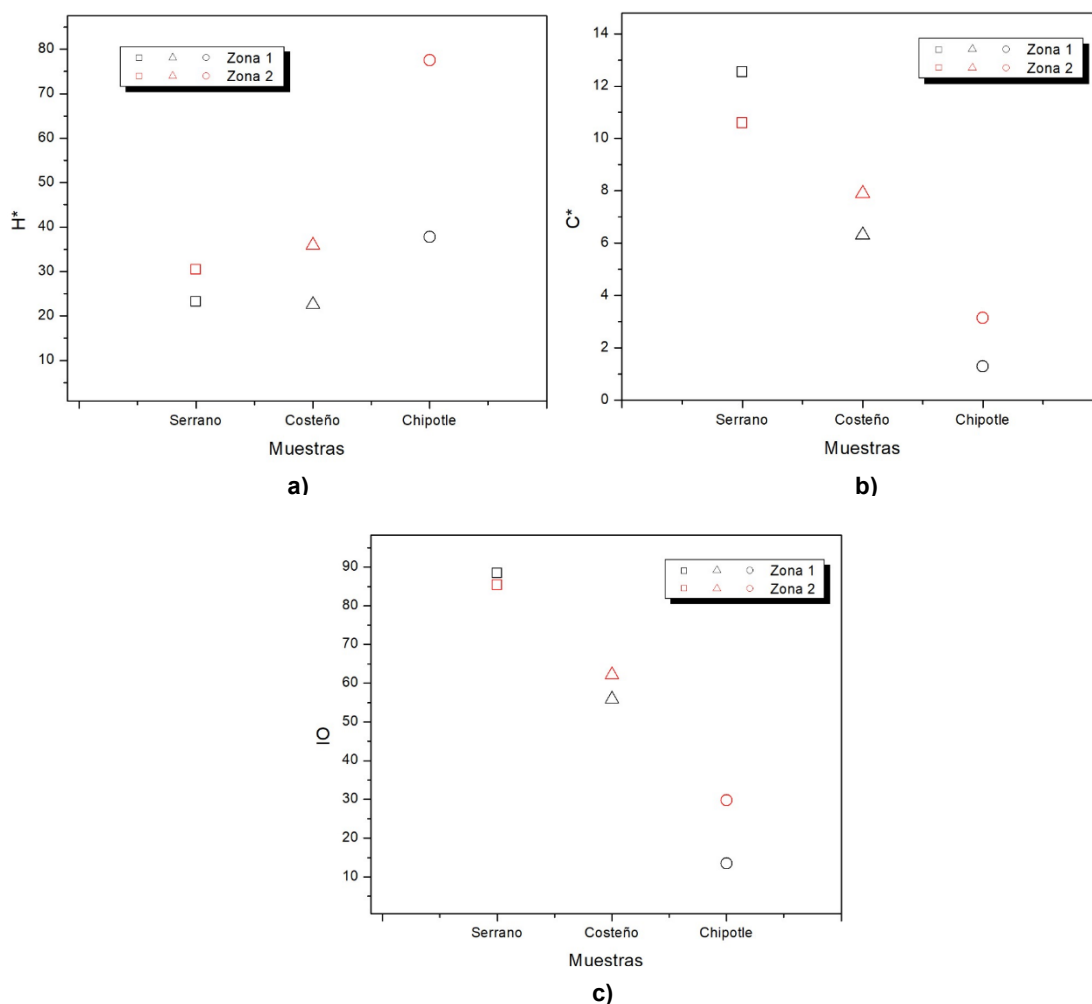 80
70
60
50
40
30
20
10
H*
Zona 1
Zona 2
Serrano Costeño Chipotle
Muestras
a)
14
12
10
8
6
4
2
0
C*
Zona 1
Zona 2
Serrano Costeño Chipotle
Muestras
b)
90
80
70
60
50
40
30
20
10
IO
Zona 1
Zona 2
Serrano Costeño Chipotle
Muestras
c)